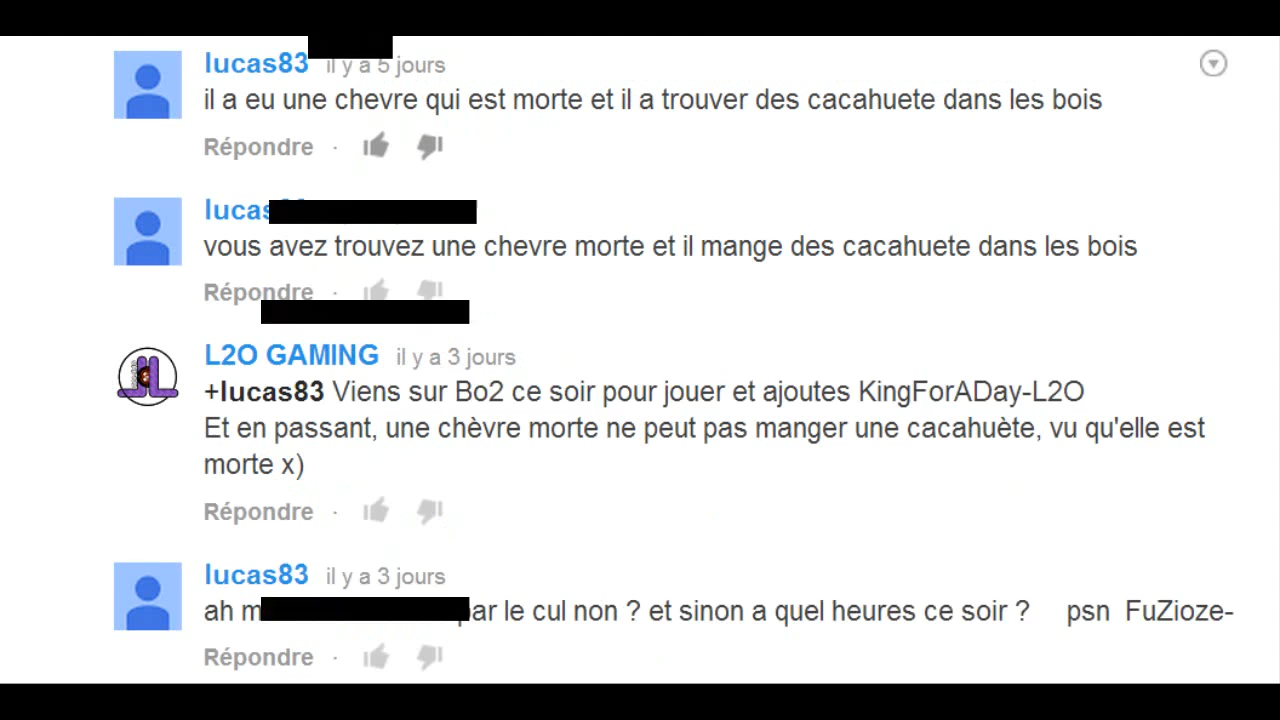 lucas83 il y a 5 jours
il a eu une chevre qui est morte et il a trouver des cacahuete dans les bois
Répondre ·
lucas
vous avez trouvez une chevre morte et il mange des cacahuete dans les bois
Répondre ·
L2O GAMING il y a 3 jours
+lucas83 Viens sur Bo2 ce soir pour jouer et ajoutes KingForADay-L2O
Et en passant, une chèvre morte ne peut pas manger une cacahuète, vu qu'elle est
morte x)
Répondre ·
lucas83 il y a 3 jours
ah par le cul non ? et sinon a quel heures ce soir ? psn FuZioze-
Répondre ·